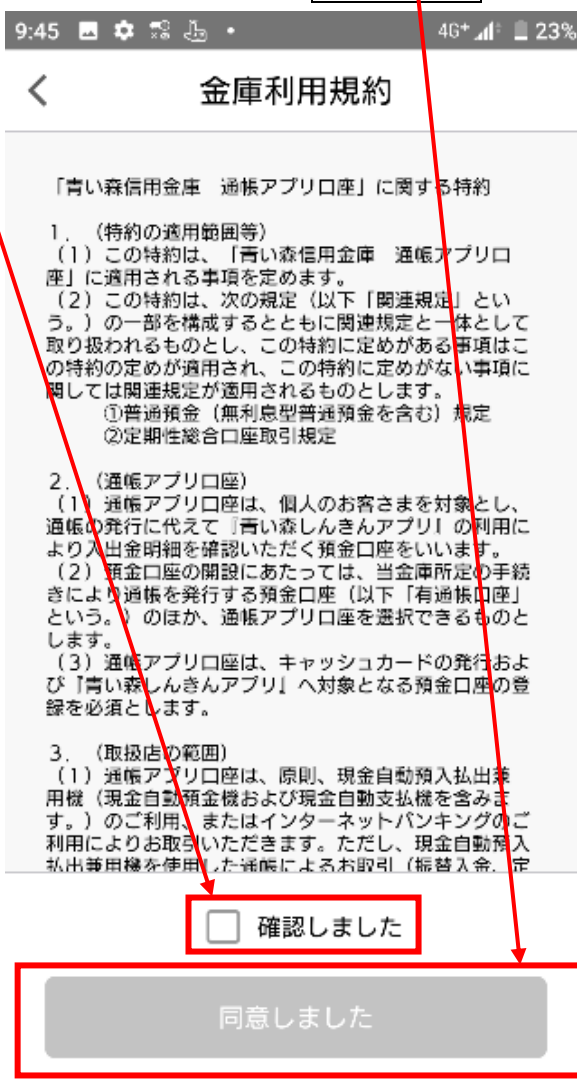 9:45 4G+ 23%
金庫利用規約
「青い森信用金庫　通帳アプリ口座」に関する特約
１．（特約の適用範囲等）
（１）この特約は、「青い森信用金庫　通帳アプリ口
座」に適用される事項を定めます。
（２）この特約は、次の規定（以下「関連規定」とい
う。）の一部を構成するとともに関連規定と一体として
取り扱われるものとし、この特約に定めがある事項はこ
の特約の定めが適用され、この特約に定めがない事項に
関しては関連規定が適用されるものとします。
①普通預金（無利息型普通預金を含む）規定
②定期性総合口座取引規定
２．（通帳アプリ口座）
（１）通帳アプリ口座は、個人のお客さまを対象とし、
通帳の発行に代えて『青い森しんきんアプリ』の利用に
より入出金明細を確認いただく預金口座をいいます。
（２）預金口座の開設にあたっては、当金庫所定の手続
きにより通帳を発行する預金口座（以下「有通帳口座」
という。）のほか、通帳アプリ口座を選択できるものと
します。
（３）通帳アプリ口座は、キャッシュカードの発行およ
び『青い森しんきんアプリ』へ対象となる預金口座の登
録を必須とします。
３．（取扱店の範囲）
（１）通帳アプリ口座は、原則、現金自動預入払出兼
用機（現金自動預金機および現金自動支払機を含みま
す。）のご利用、またはインターネットバンキングのご
利用によりお取引いただきます。ただし、現金自動預入
払出兼用機を使用した通帳によるお取引（振替入金、定
確認しました
同意しました